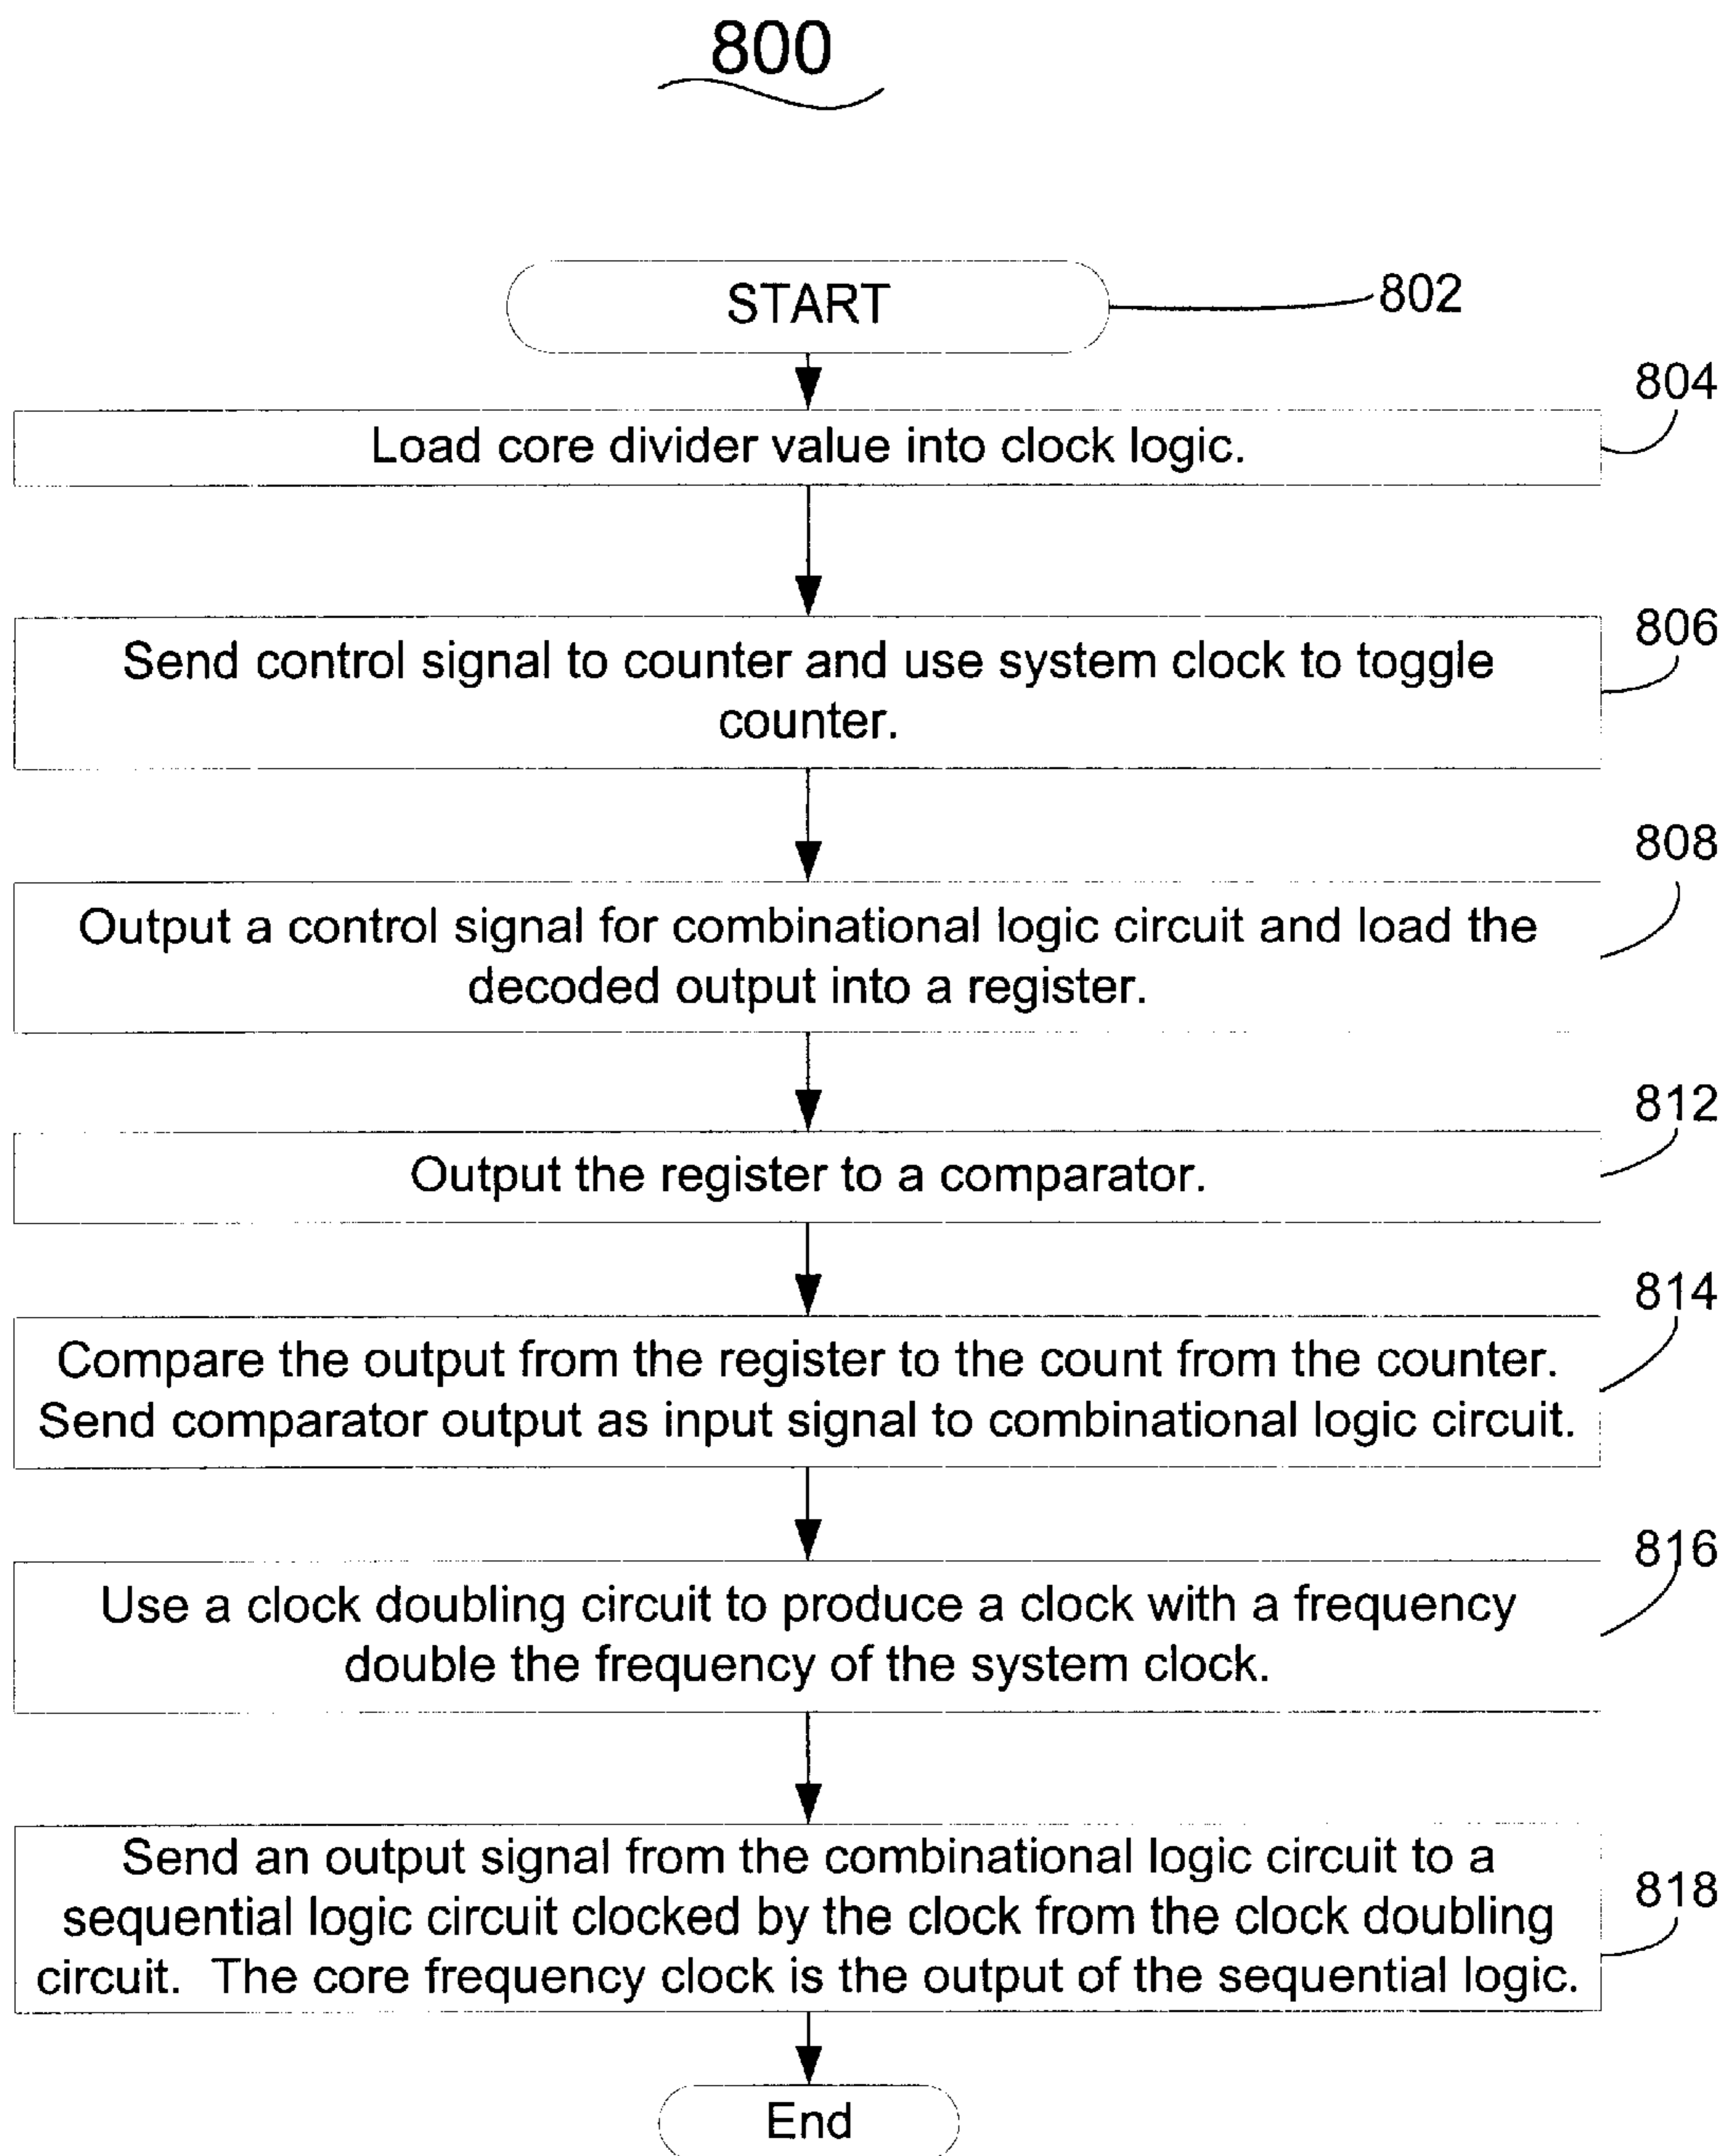 800
START
802
804
Load core divider value into clock logic.
806
Send control signal to counter and use system clock to toggle
counter.
808
Output a control signal for combinational logic circuit and load the
decoded output into a register.
812
Output the register to a comparator.
814
Compare the output from the register to the count from the counter.
Send comparator output as input signal to combinational logic circuit.
816
Use a clock doubling circuit to produce a clock with a frequency
double the frequency of the system clock.
Send an output signal from the combinational logic circuit to a
818
sequential logic circuit clocked by the clock from the clock doubling
circuit. The core frequency clock is the output of the sequential logic.
End